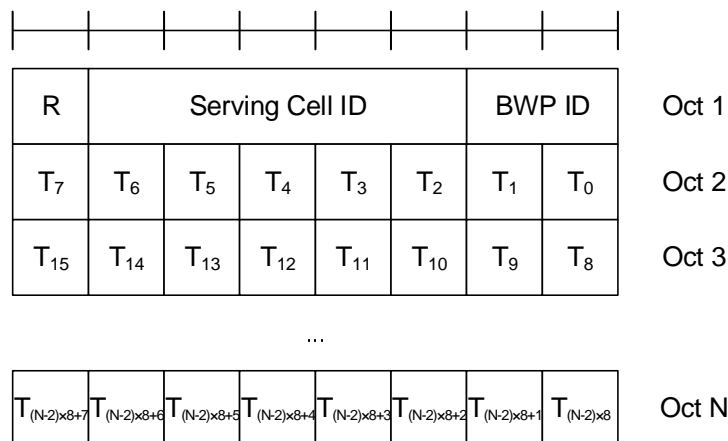 R Serving Cell ID BWP ID Oct 1
T7 T6 T5 T4 T3 T2 T1 T0 Oct 2
T15 T14 T13 T12 T11 T10 T9 T8 Oct 3
...
T(N-2)×8+7 T(N-2)×8+6 T(N-2)×8+5 T(N-2)×8+4 T(N-2)×8+3 T(N-2)×8+2 T(N-2)×8+1 T(N-2)×8 Oct N